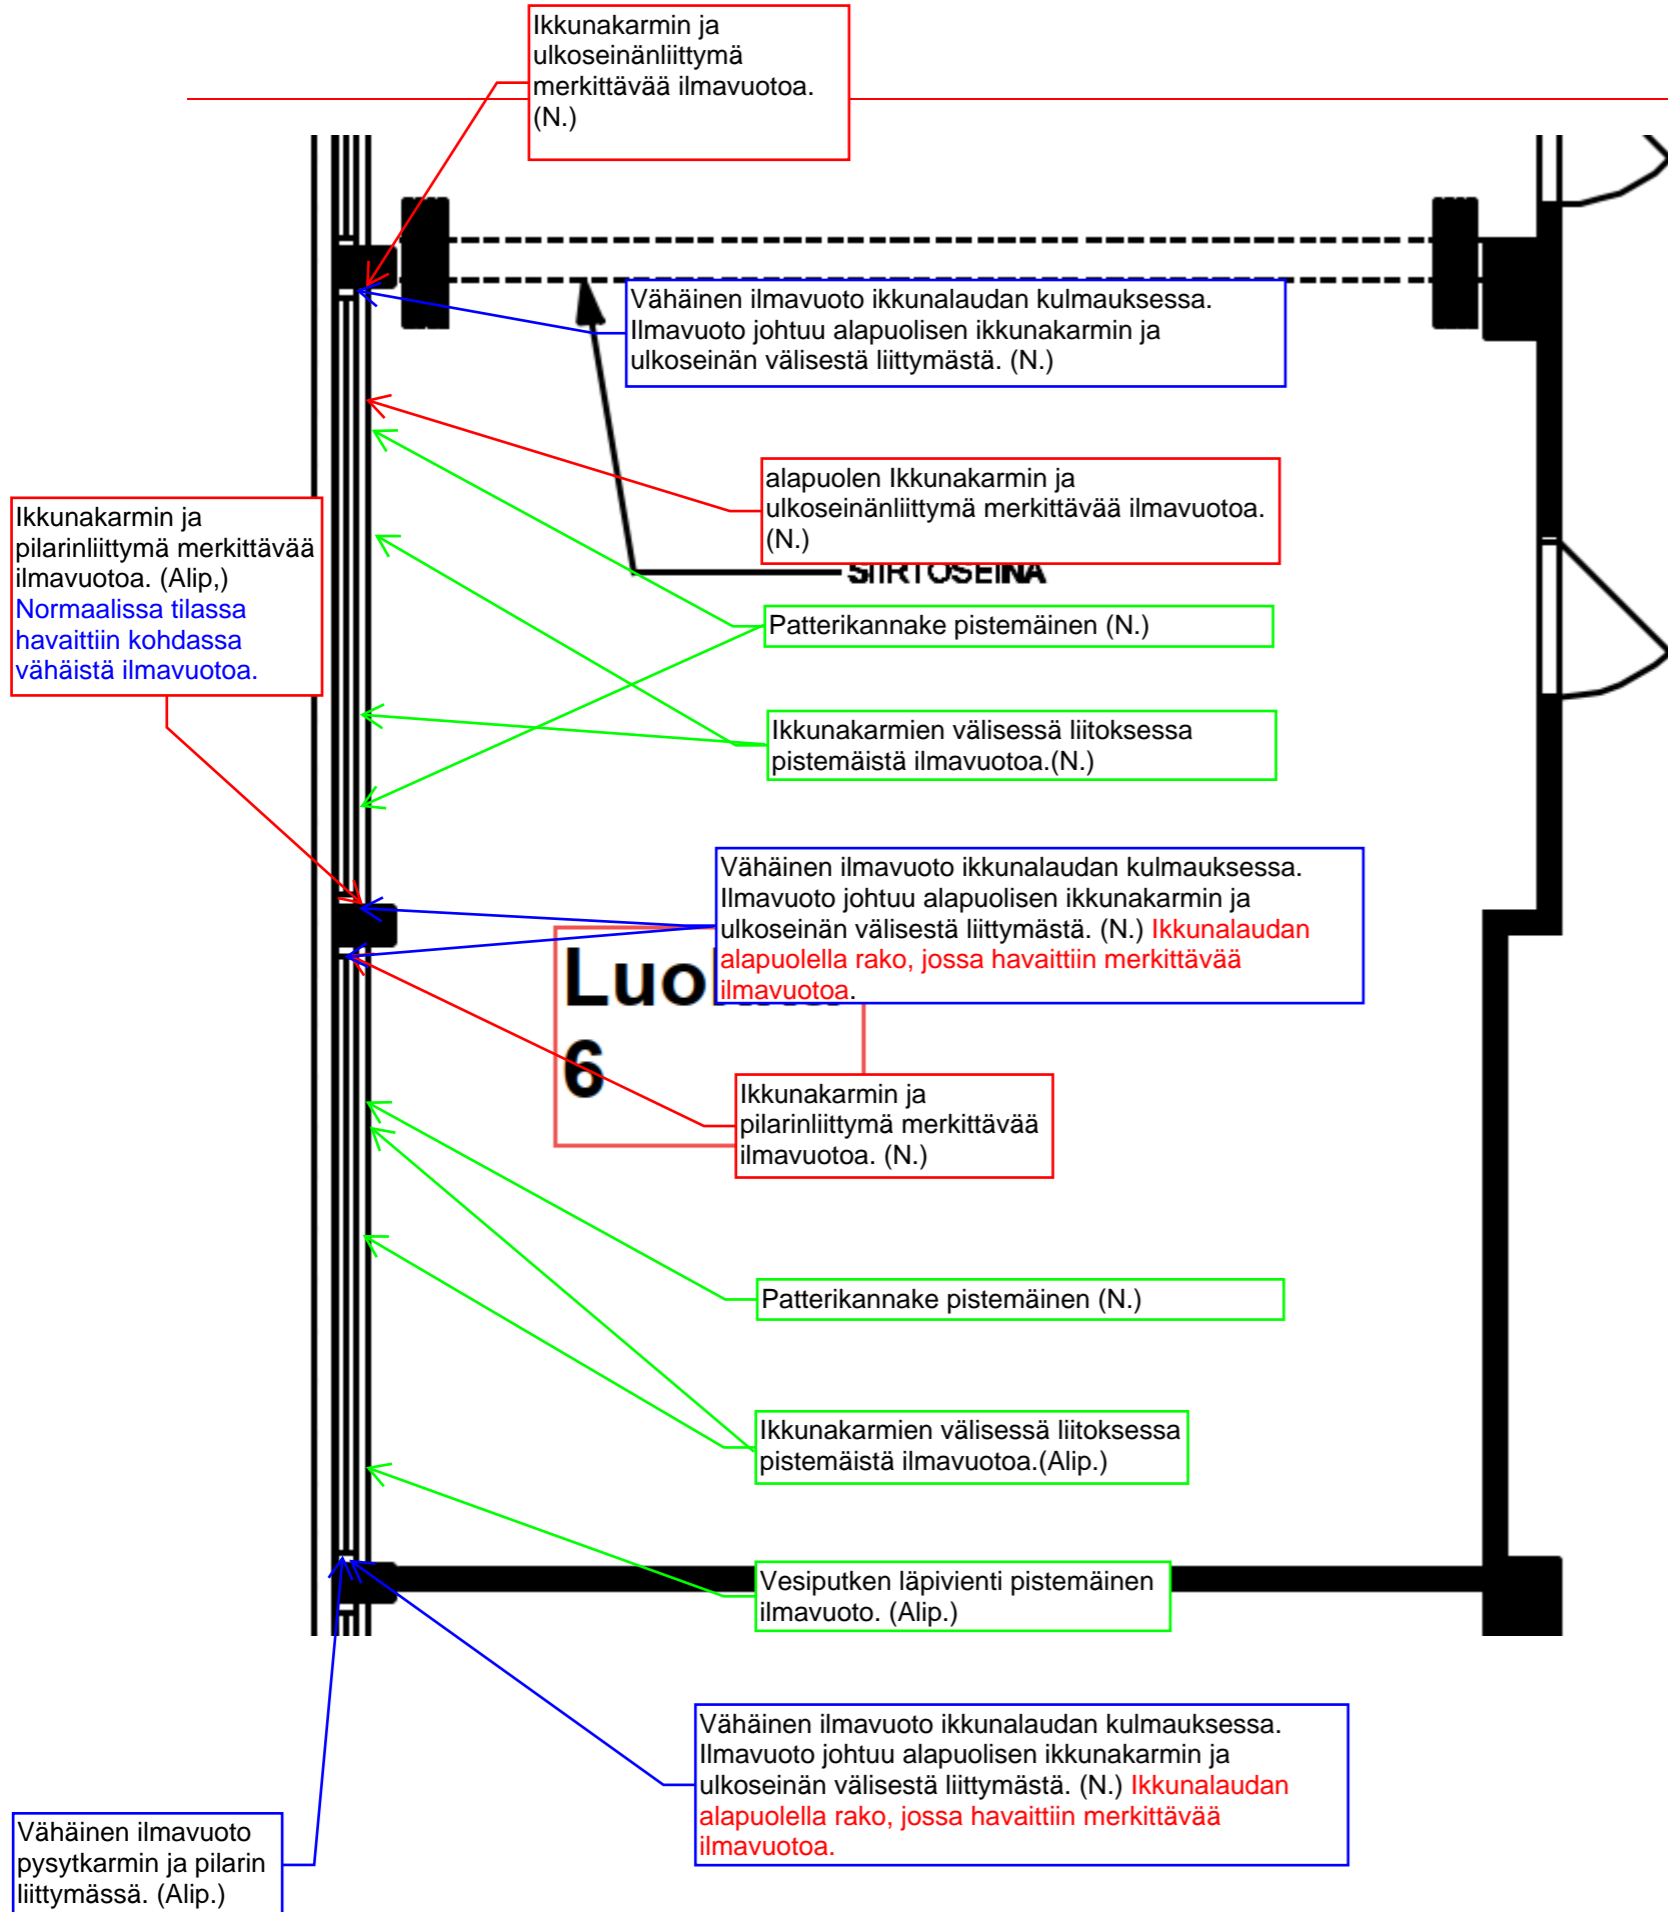 Ikkunakarmin ja
ulkoseinänliittymä
merkittävää ilmavuotoa.
(N.)
Vähäinen ilmavuoto ikkunalaudan kulmauksessa.
Ilmavuoto johtuu alapuolisen ikkunakarmin ja
ulkoseinän välisestä liittymästä. (N.)
alapuolen Ikkunakarmin ja
ulkoseinänliittymä merkittävää ilmavuotoa.
(N.)
SIIRTOSEINÄ
Ikkunakarmin ja
pilarinliittymä merkittävää
ilmavuotoa. (Alip,)
Normaalissa tilassa
havaittiin kohdassa
vähäistä ilmavuotoa.
Patterikannake pistemäinen (N.)
Ikkunakarmien välisessä liitoksessa
pistemäistä ilmavuotoa.(N.)
Vähäinen ilmavuoto ikkunalaudan kulmauksessa.
Ilmavuoto johtuu alapuolisen ikkunakarmin ja
ulkoseinän välisestä liittymästä. (N.) Ikkunalaudan
alapuolella rako, jossa havaittiin merkittävää
ilmavuotoa.
6
Ikkunakarmin ja
pilarinliittymä merkittävää
ilmavuotoa. (N.)
Patterikannake pistemäinen (N.)
Ikkunakarmien välisessä liitoksessa
pistemäistä ilmavuotoa.(Alip.)
Vesiputken läpivienti pistemäinen
ilmavuoto. (Alip.)
Vähäinen ilmavuoto ikkunalaudan kulmauksessa.
Ilmavuoto johtuu alapuolisen ikkunakarmin ja
ulkoseinän välisestä liittymästä. (N.) Ikkunalaudan
alapuolella rako, jossa havaittiin merkittävää
ilmavuotoa.
Vähäinen ilmavuoto
pysytkarmin ja pilarin
liittymässä. (Alip.)